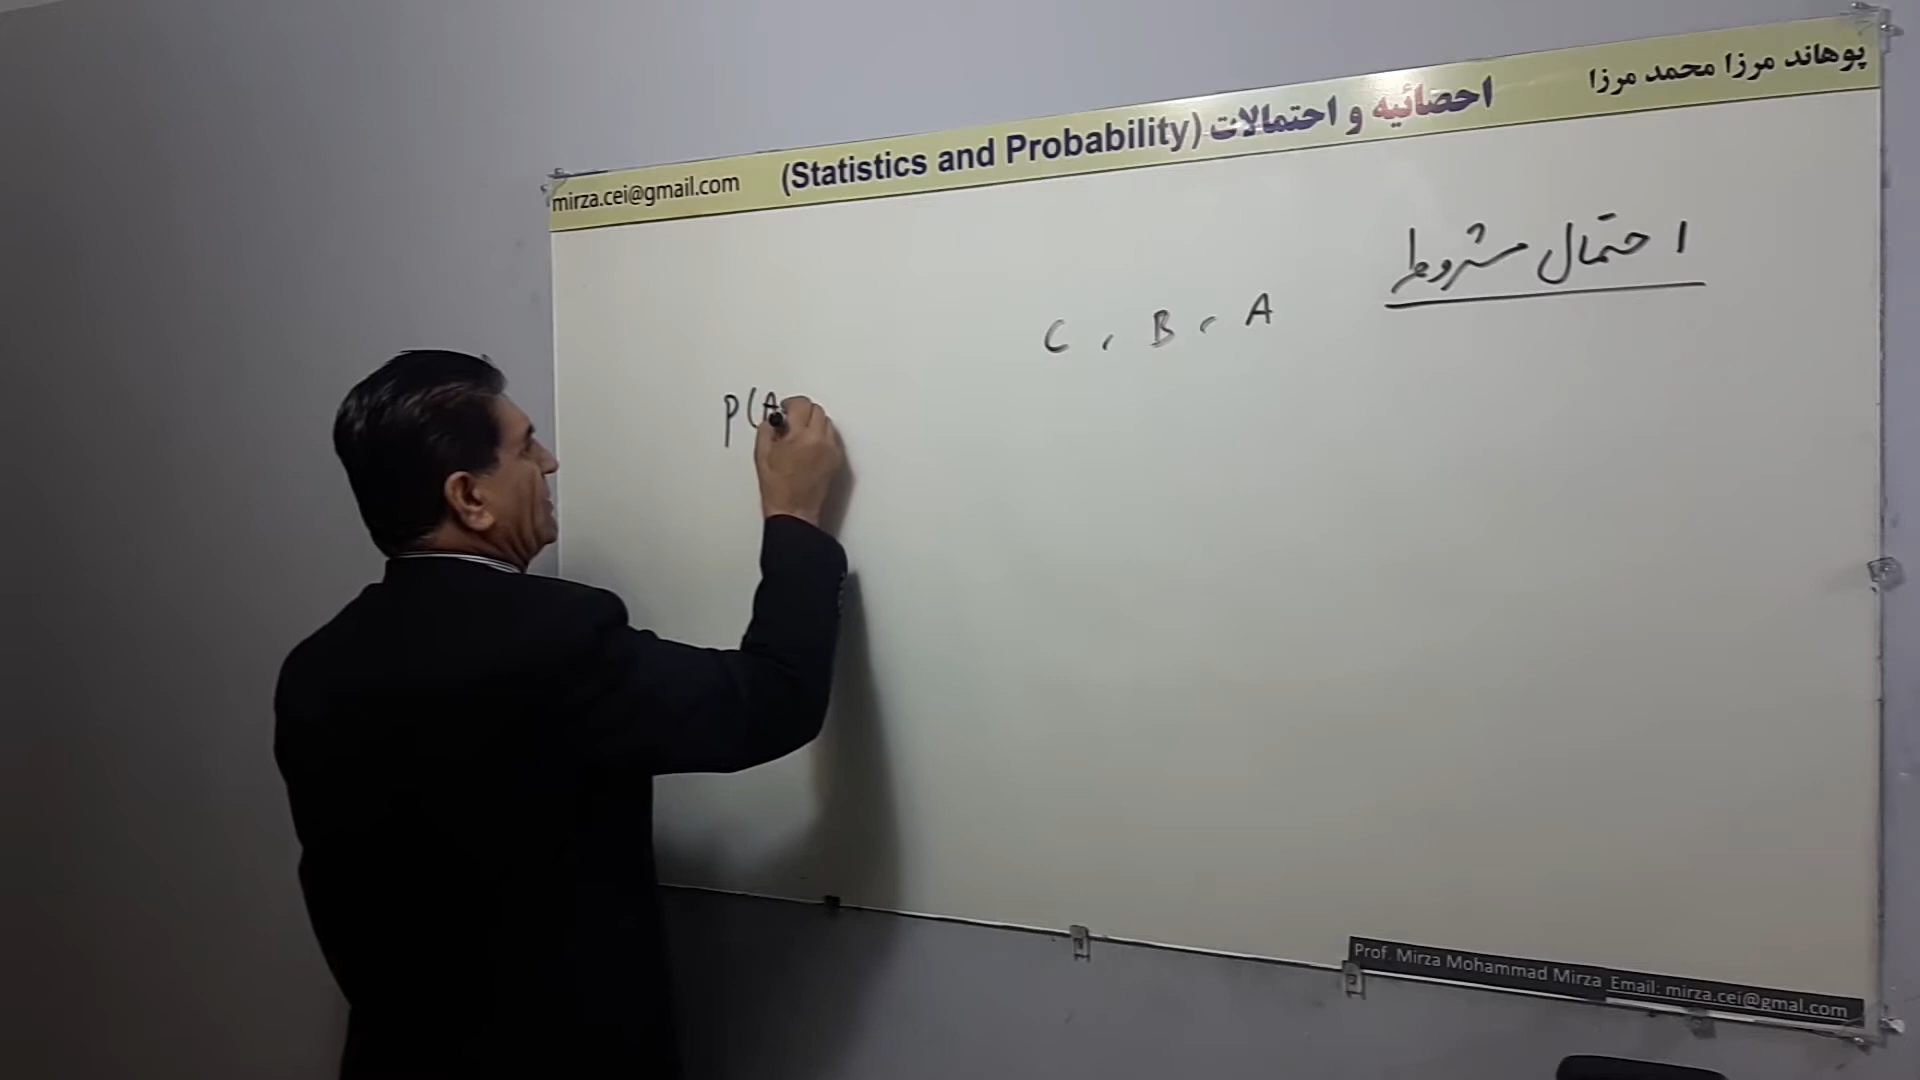 پوهاند مرزا محمد مرزا
احصائیه و احتمالات (Statistics and Probability)
mirza.cei@gmail.com
احتمال مشروط
A ، B ، C
P(A
Prof. Mirza Mohammad Mirza Email: mirza.cei@gmal.com